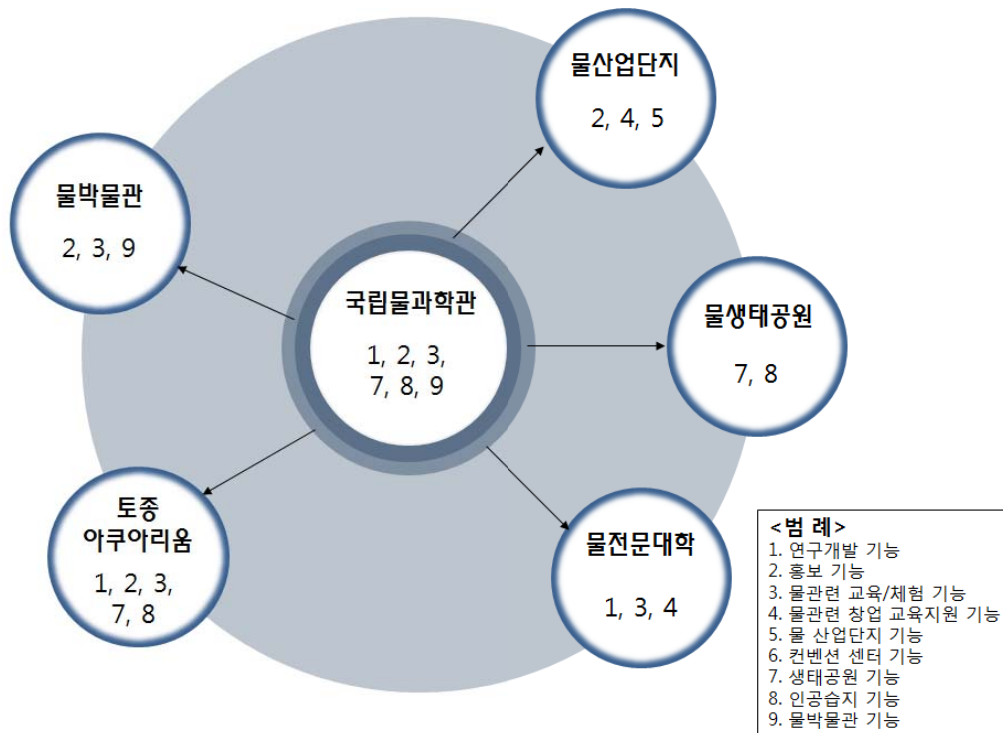 물산업단지
2, 4, 5
물박물관
2, 3, 9
국립물과학관
1, 2, 3,
7, 8, 9
물생태공원
7, 8
토종
아쿠아리움
1, 2, 3,
7, 8
물전문대학
1, 3, 4
<범 례>
1. 연구개발 기능
2. 홍보 기능
3. 물관련 교육/체험 기능
4. 물관련 창업 교육지원 기능
5. 물 산업단지 기능
6. 컨벤션 센터 기능
7. 생태공원 기능
8. 인공습지 기능
9. 물박물관 기능